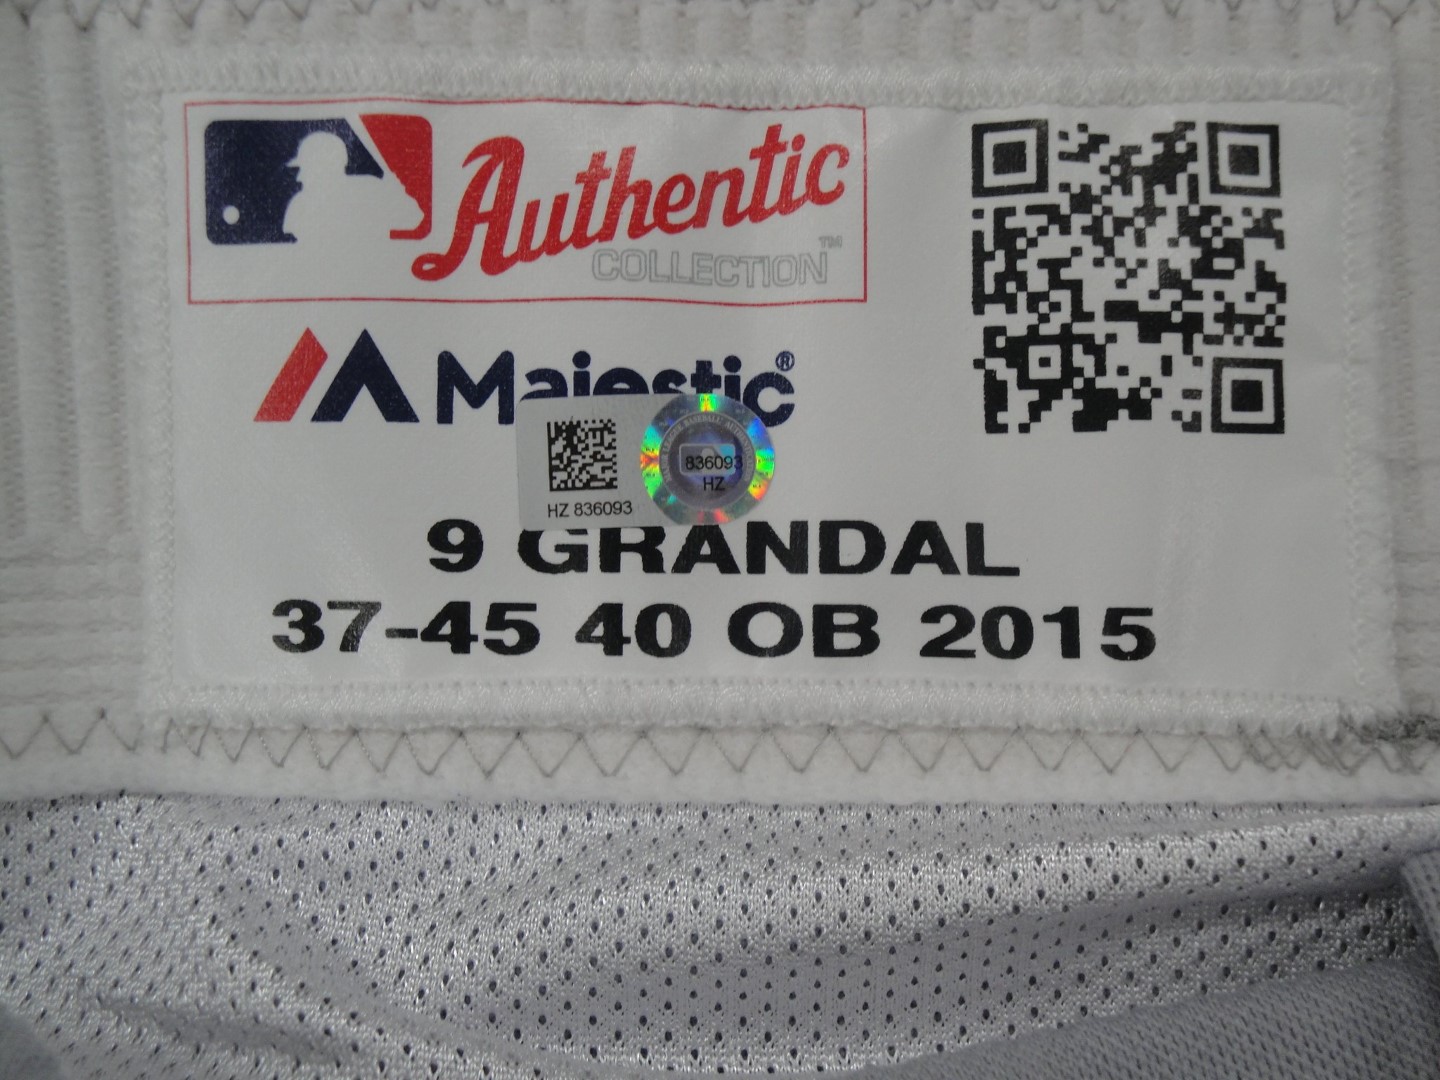 Authentic
COLLECTION™
Majestic®
836093
HZ
HZ 836093
9 GRANDAL
37-45 40 OB 2015